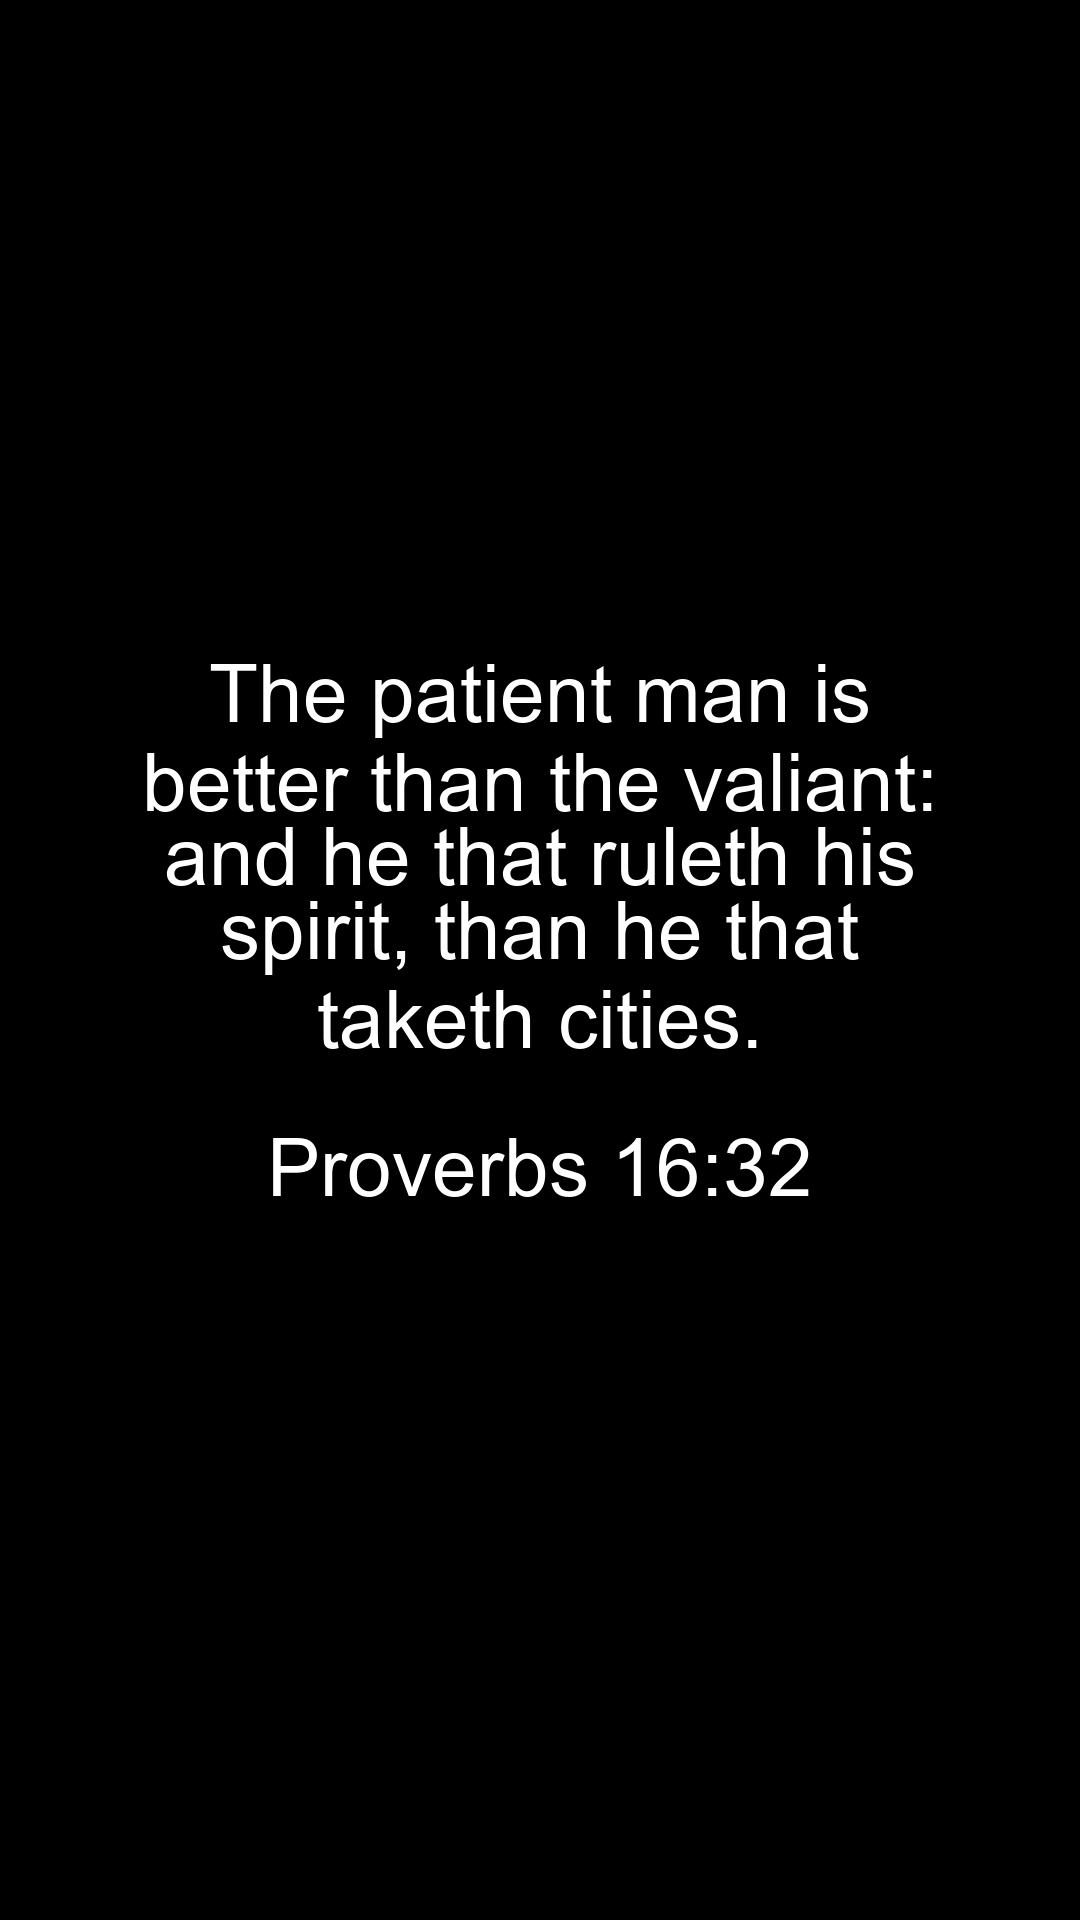 The patient man is
better than the valiant:
and he that ruleth his
spirit, than he that
taketh cities.
Proverbs 16:32